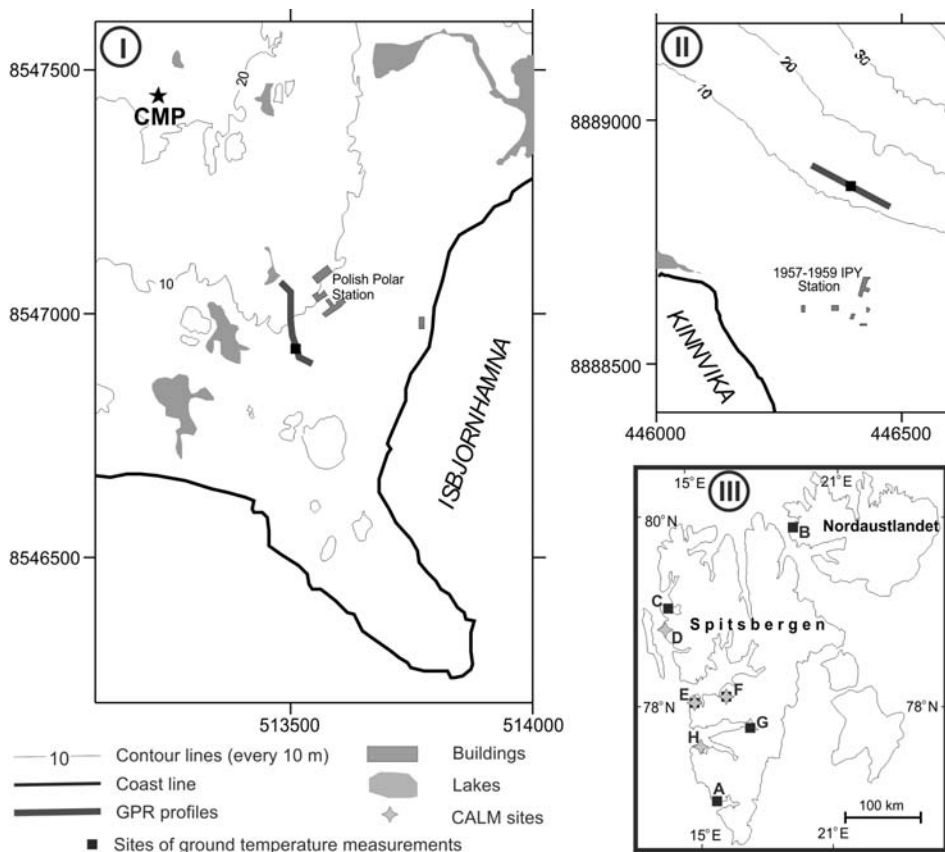 I
8547500
20
CMP
Polish Polar
Station
10
8547000
ISBJORNHAMNA
8546500
513500
514000
II
30
20
10
8889000
1957-1959 IPY
Station
KINNVIKA
8888500
446000
446500
III
15°E
21°E
80°N
Nordaustlandet
B
C
Spitsbergen
D
E
F
78°N
78°N
G
H
A
100 km
15°E
21°E
10
Contour lines (every 10 m)
Coast line
GPR profiles
Sites of ground temperature measurements
Buildings
Lakes
CALM sites